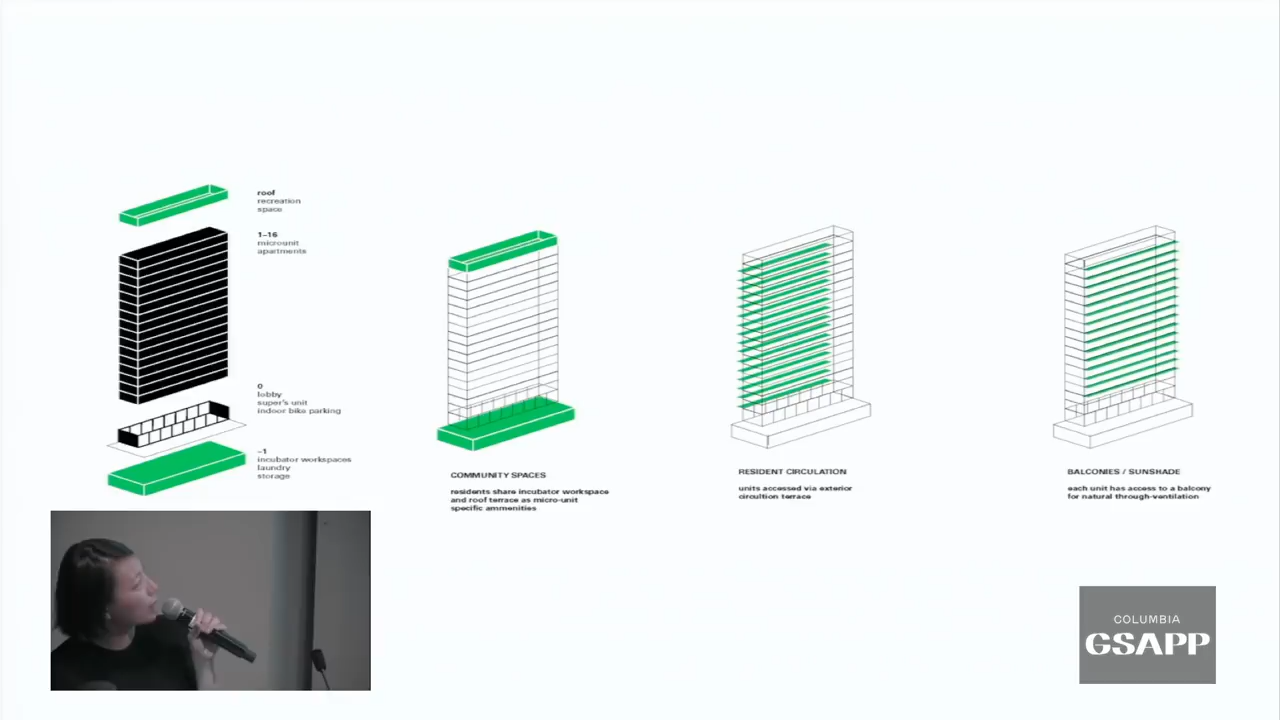 roof
recreation
space
1–16
microunit
apartments
0
lobby
super's unit
indoor bike parking
–1
incubator workspaces
laundry
storage
COMMUNITY SPACES
residents share incubator workspace
and roof terrace as micro-unit
specific ammenities
RESIDENT CIRCULATION
units accessed via exterior
circultion terrace
BALCONIES / SUNSHADE
each unit has access to a balcony
for natural through-ventilation
COLUMBIA
GSAPP